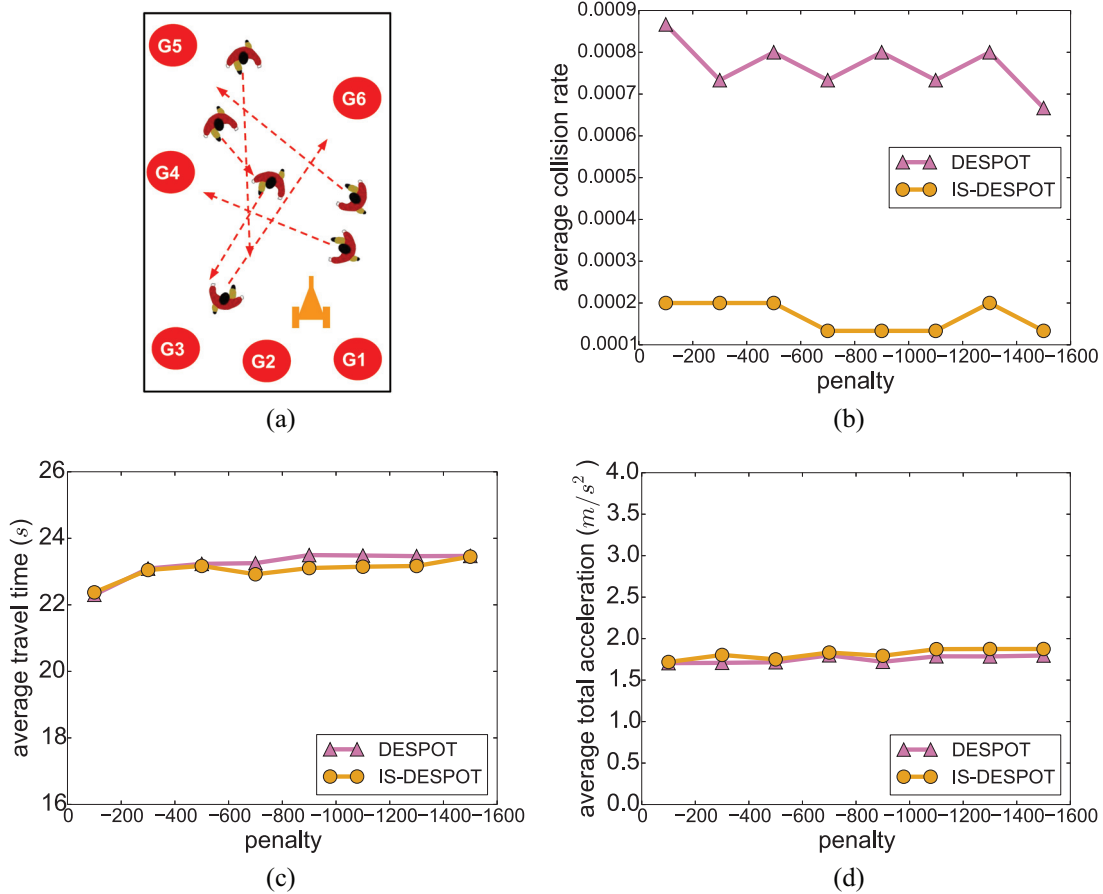 G5
G6
G4
G3
G2
G1
(a)
0.0009
0.0008
0.0007
0.0006
0.0005
0.0004
0.0003
0.0002
0.0001
average collision rate
DESPOT
IS-DESPOT
0 −200 −400 −600 −800 −1000 −1200 −1400 −1600
penalty
(b)
26
24
22
20
18
16
average travel time (s)
DESPOT
IS-DESPOT
0 −200 −400 −600 −800 −1000 −1200 −1400 −1600
penalty
(c)
4.0
3.5
3.0
2.5
2.0
1.5
1.0
0.5
0.0
average total acceleration (m/s²)
DESPOT
IS-DESPOT
0 −200 −400 −600 −800 −1000 −1200 −1400 −1600
penalty
(d)